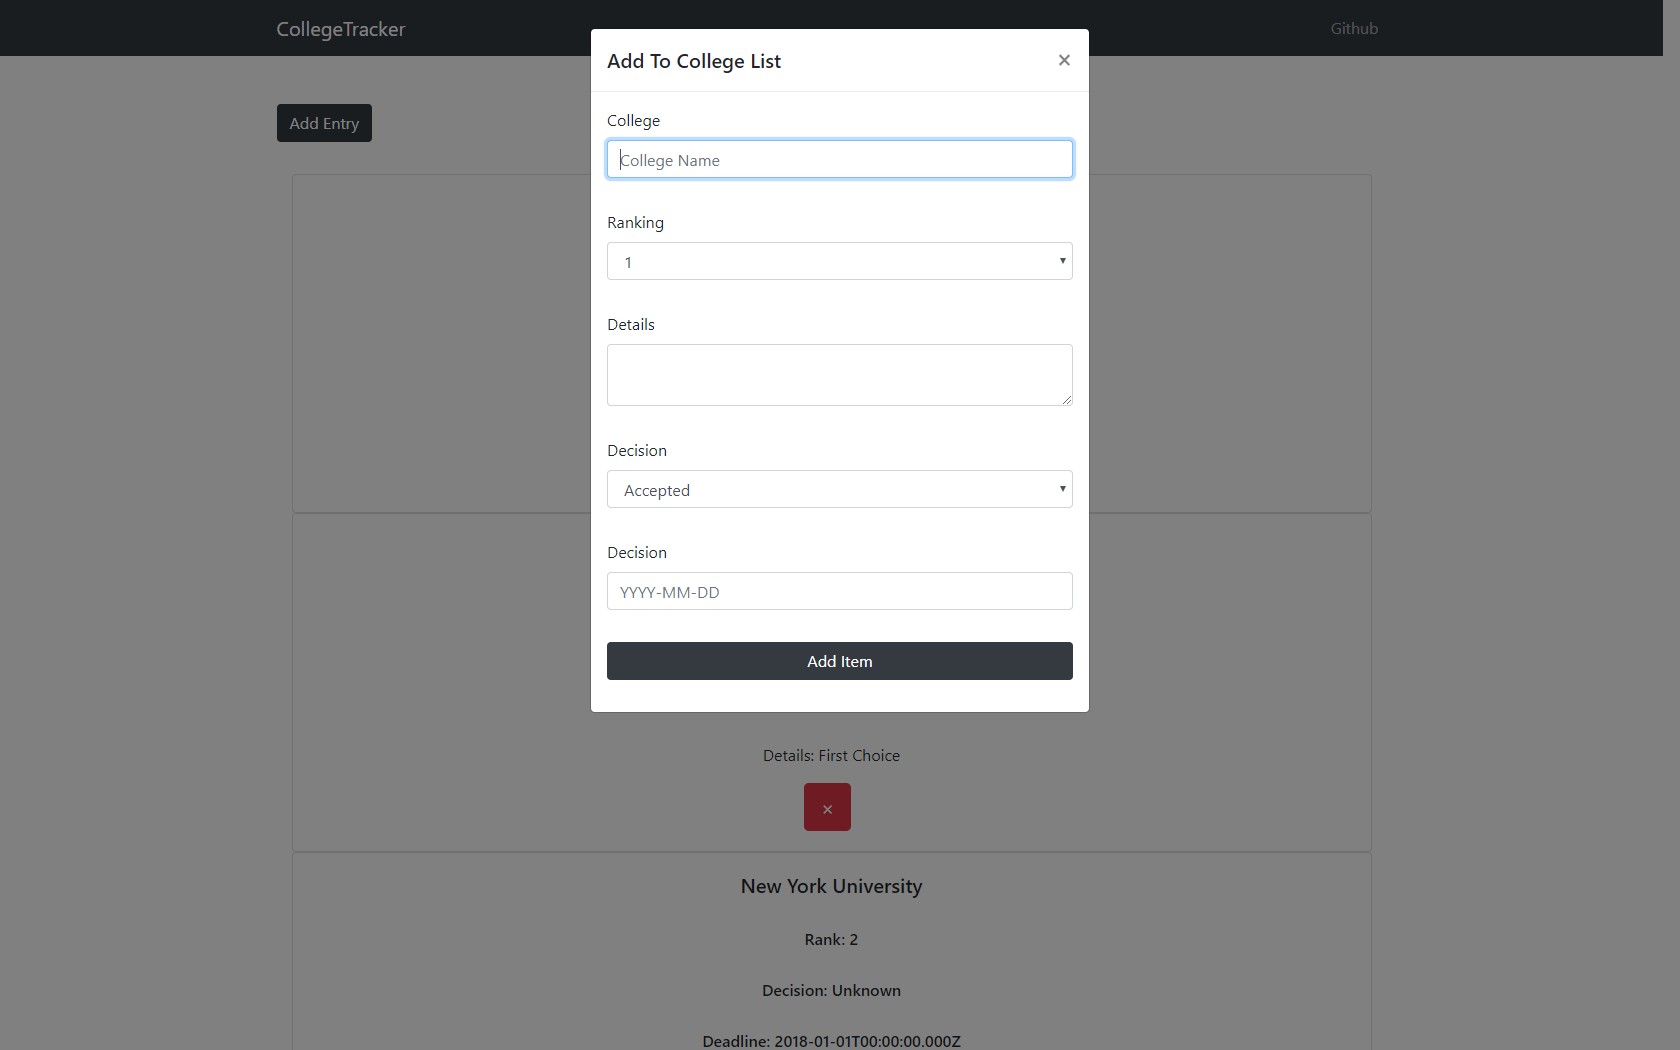 CollegeTracker
Github
Add To College List
×
Add Entry
College
College Name
Ranking
1
Details
Decision
Accepted
Decision
YYYY-MM-DD
Add Item
Details: First Choice
×
New York University
Rank: 2
Decision: Unknown
Deadline: 2018-01-01T00:00:00.000Z